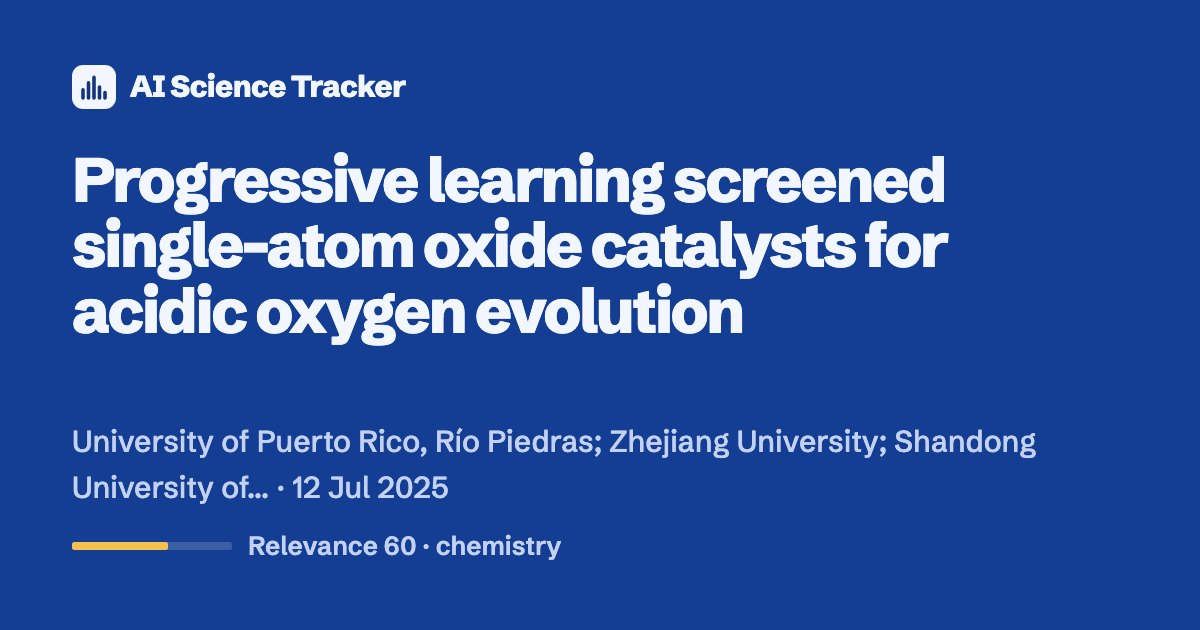 AI Science Tracker
Progressive learning screened
single-atom oxide catalysts for
acidic oxygen evolution
University of Puerto Rico, Río Piedras; Zhejiang University; Shandong
University of... · 12 Jul 2025
Relevance 60 · chemistry